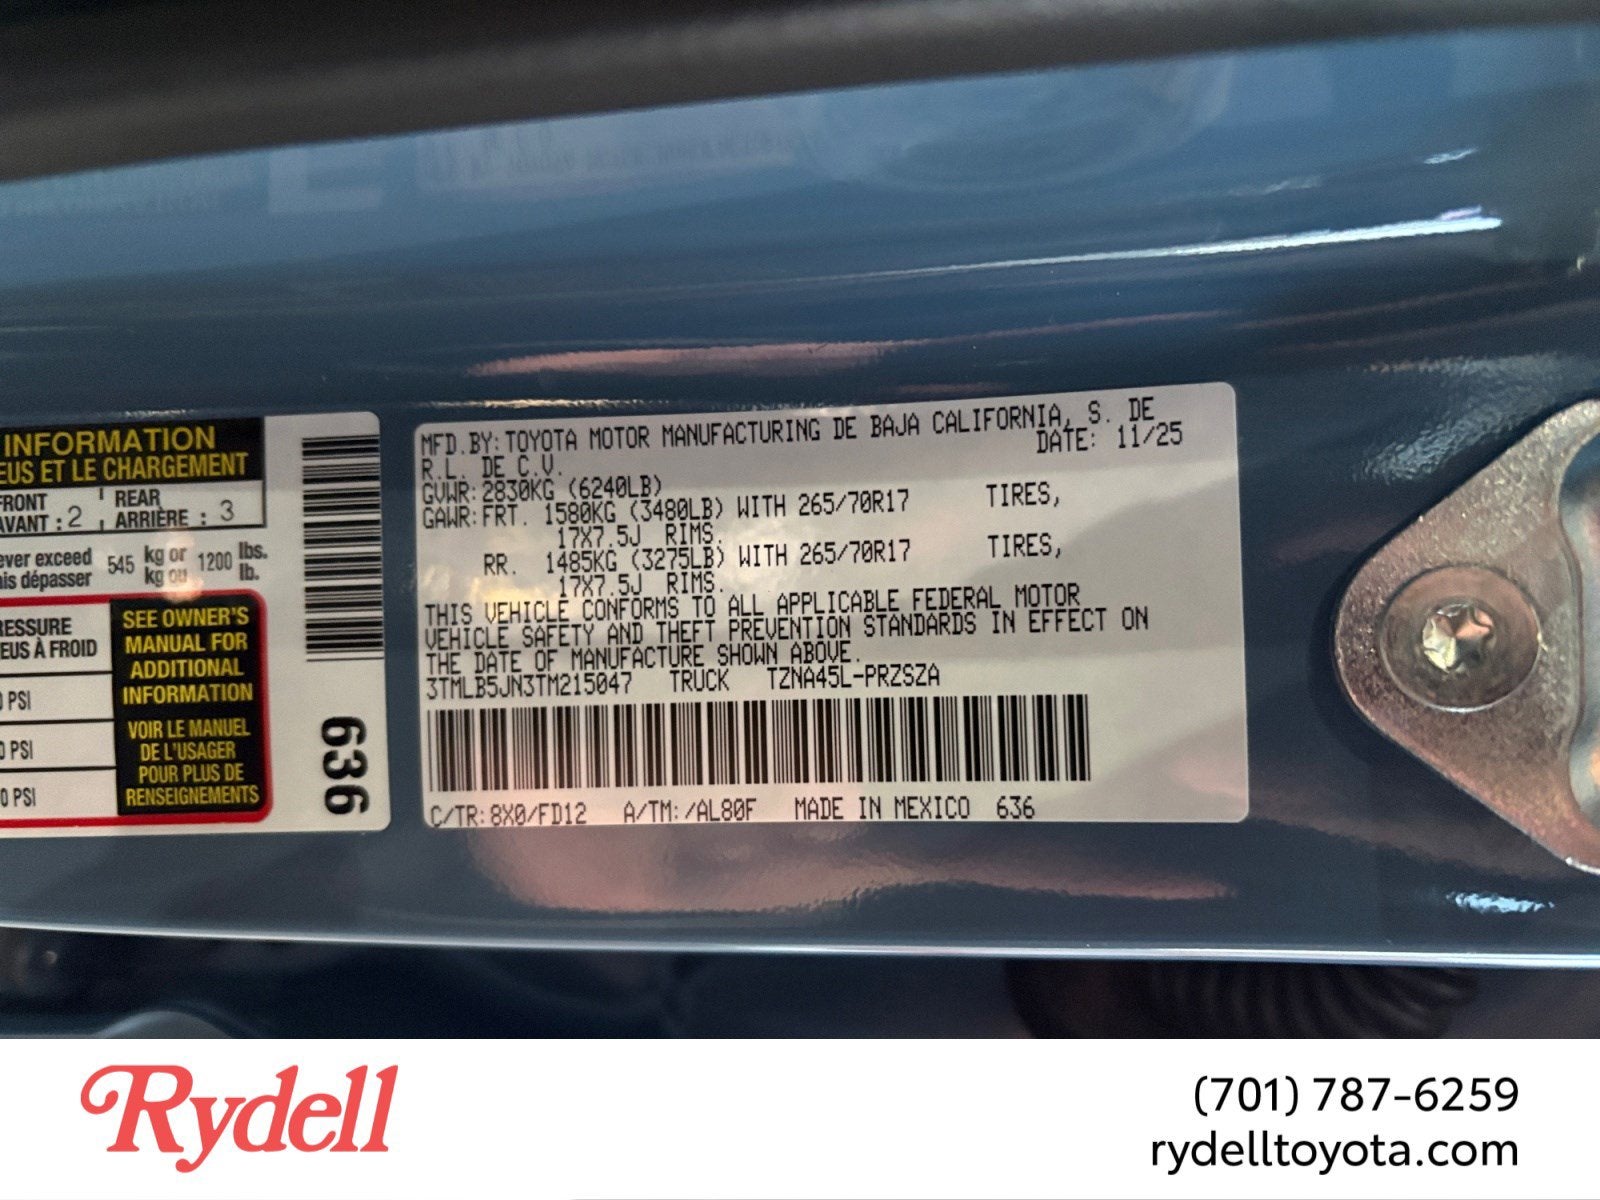 INFORMATION
EUS ET LE CHARGEMENT
FRONT REAR
AVANT : 2 ARRIÈRE : 3
ever exceed 545 kg or 1200 lbs.
ais dépasser kg ou lb.
RESSURE
EUS À FROID
0 PSI
0 PSI
0 PSI
SEE OWNER'S
MANUAL FOR
ADDITIONAL
INFORMATION
VOIR LE MANUEL
DE L'USAGER
POUR PLUS DE
RENSEIGNEMENTS
636
MFD.BY: TOYOTA MOTOR MANUFACTURING DE BAJA CALIFORNIA, S. DE
R.L. DE C.V. DATE: 11/25
GVWR: 2830KG (6240LB)
GAWR: FRT. 1580KG (3480LB) WITH 265/70R17 TIRES,
17X7.5J RIMS.
RR. 1485KG (3275LB) WITH 265/70R17 TIRES,
17X7.5J RIMS.
THIS VEHICLE CONFORMS TO ALL APPLICABLE FEDERAL MOTOR
VEHICLE SAFETY AND THEFT PREVENTION STANDARDS IN EFFECT ON
THE DATE OF MANUFACTURE SHOWN ABOVE.
3TMLB5JN3TM215047 TRUCK TZNA45L-PRZSZA
C/TR: 8X0/FD12 A/TM: /AL80F MADE IN MEXICO 636
Rydell
(701) 787-6259
rydelltoyota.com